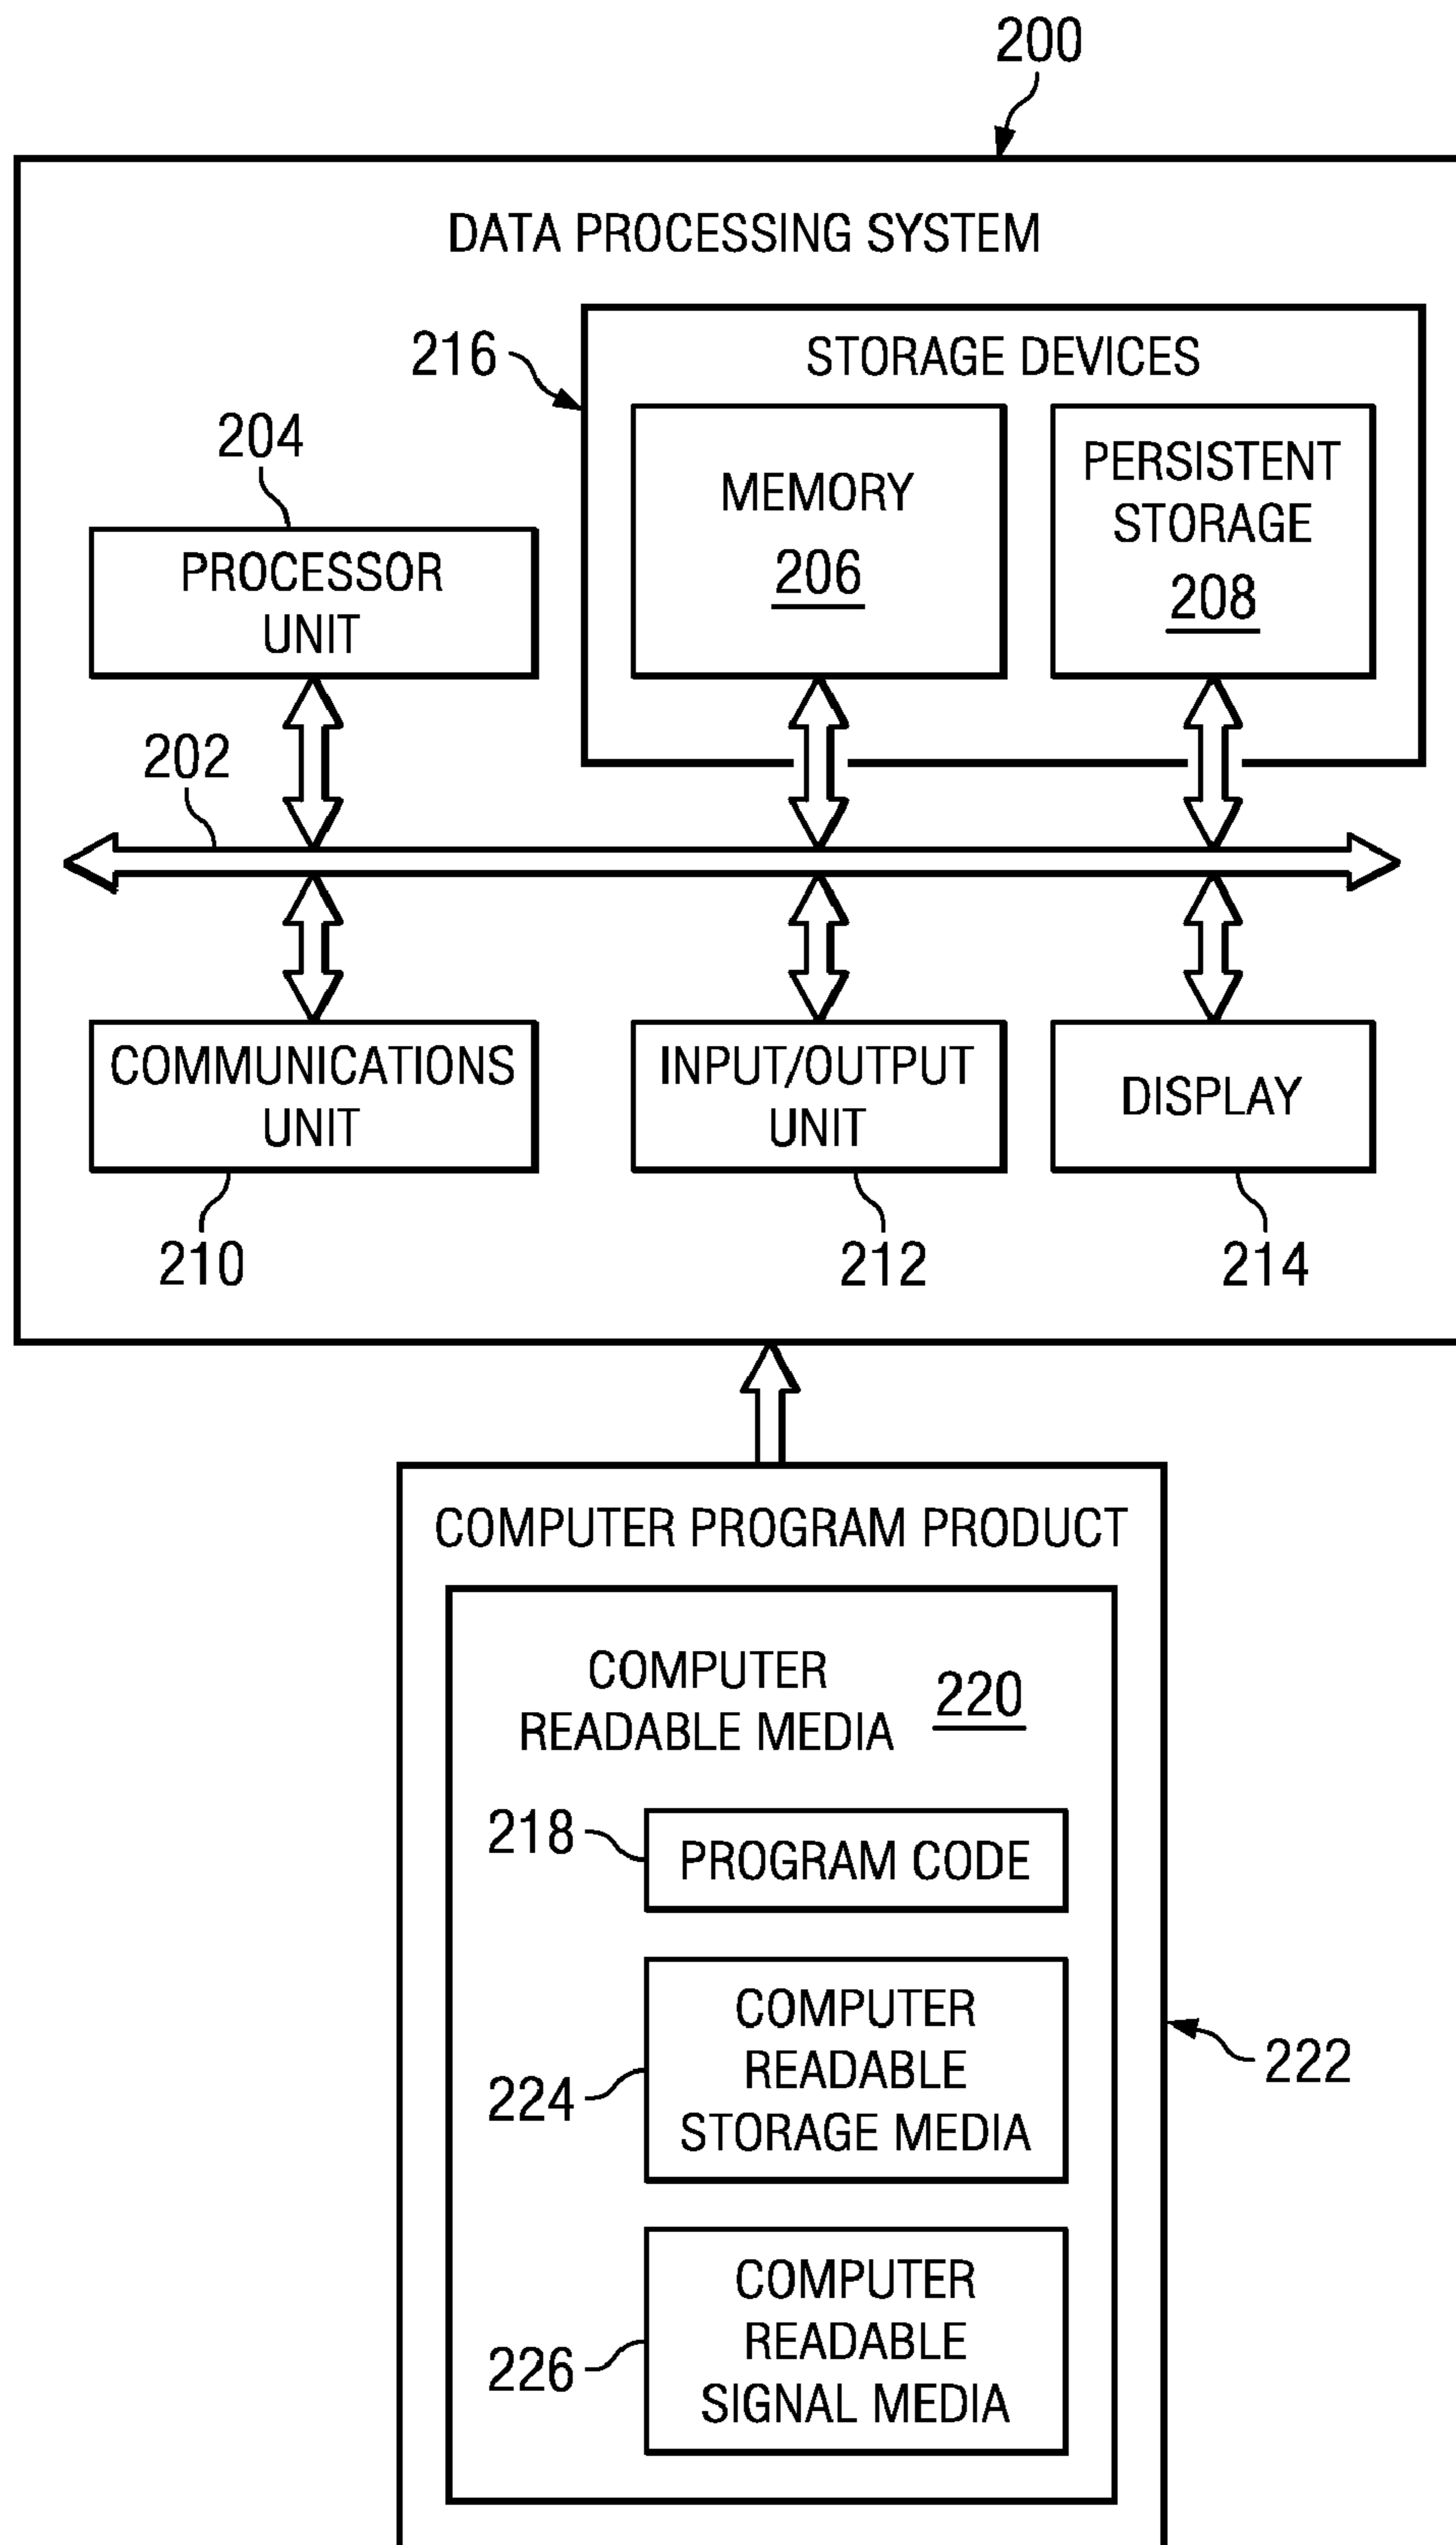 200
DATA PROCESSING SYSTEM
216
STORAGE DEVICES
204
PROCESSOR
UNIT
MEMORY
206
PERSISTENT
STORAGE
208
202
COMMUNICATIONS
UNIT
INPUT/OUTPUT
UNIT
DISPLAY
210
212
214
COMPUTER PROGRAM PRODUCT
COMPUTER
READABLE MEDIA
220
218
PROGRAM CODE
224
COMPUTER
READABLE
STORAGE MEDIA
222
226
COMPUTER
READABLE
SIGNAL MEDIA